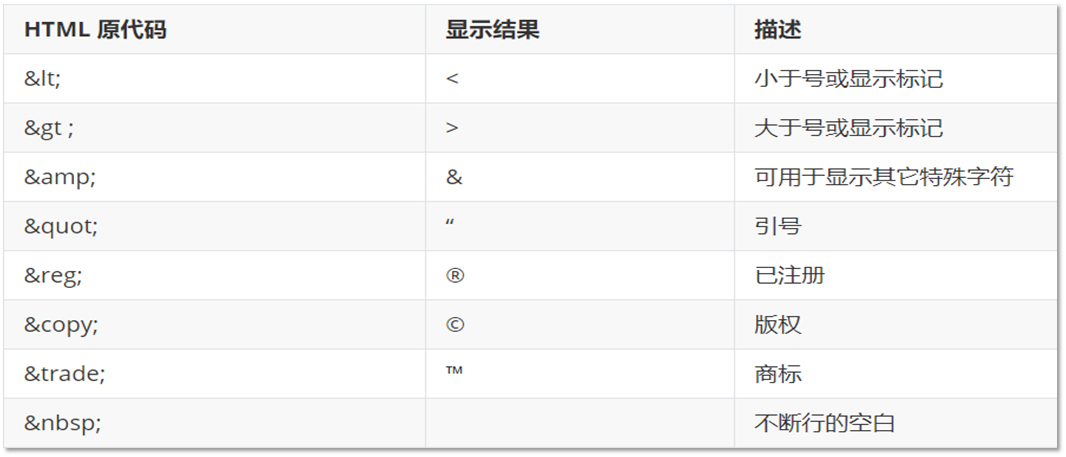 HTML 原代码 显示结果 描述
&lt; < 小于号或显示标记
&gt ; > 大于号或显示标记
&amp; & 可用于显示其它特殊字符
&quot; “ 引号
&reg; ® 已注册
&copy; © 版权
&trade; ™ 商标
&nbsp; 不断行的空白